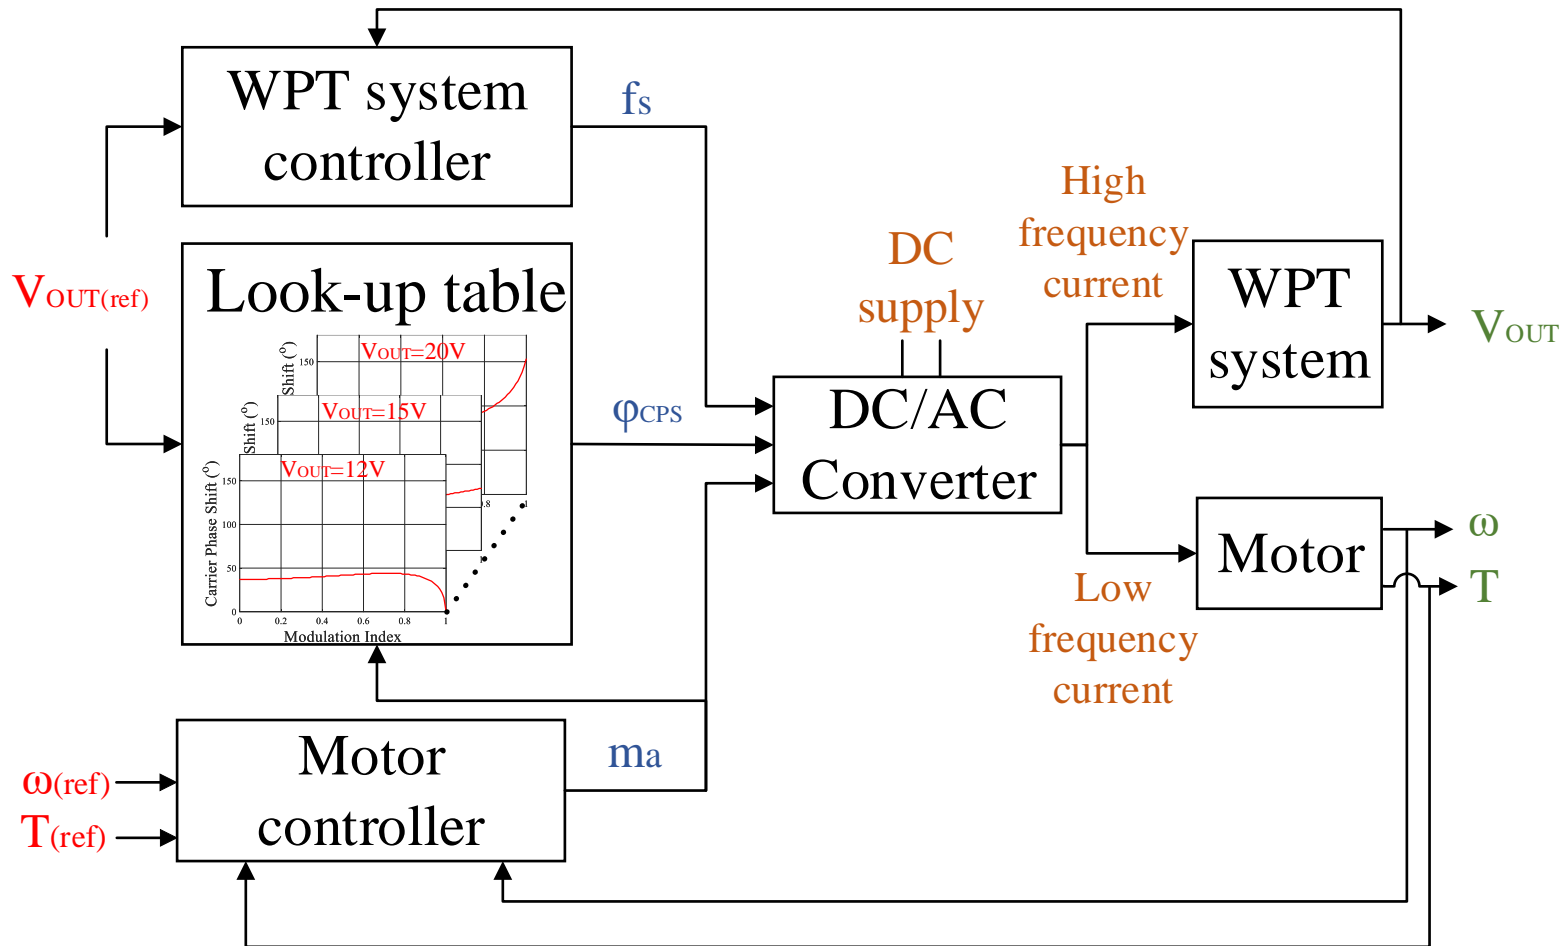 WPT system
controller
fs
High
frequency
current
DC
supply
WPT
system
VOUT
VOUT(ref)
Look-up table
VOUT=20V
Shift (°)
150
VOUT=15V
Shift (°)
150
VOUT=12V
Carrier Phase Shift (°)
150
100
50
0
0 0.2 0.4 0.6 0.8 1
Modulation Index
0.8 1
φCPS
DC/AC
Converter
Motor
ω
T
Low
frequency
current
Motor
controller
ma
ω(ref)
T(ref)